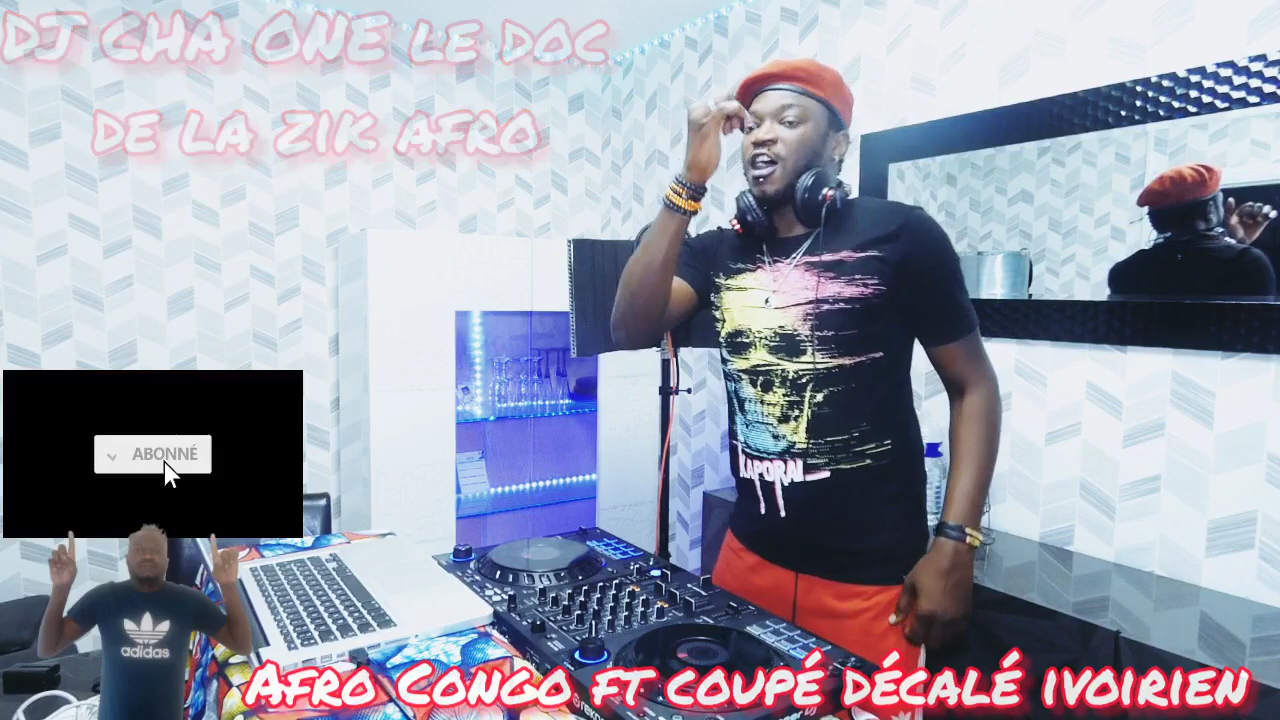 DJ CHA ONE LE DOC
DE LA ZIK AFRO
ABONNÉ
KAPORAL
adidas
AFRO CONGO FT COUPÉ DÉCALÉ IVOIRIEN